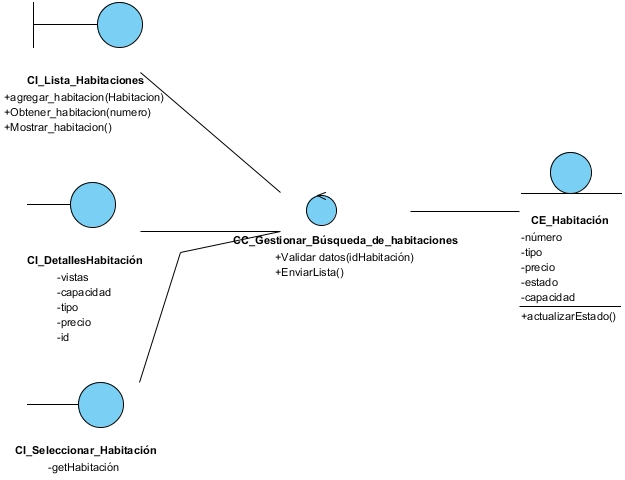 CI_Lista_Habitaciones
+agregar_habitacion(Habitacion)
+Obtener_habitacion(numero)
+Mostrar_habitacion()
CI_DetallesHabitación
-vistas
-capacidad
-tipo
-precio
-id
CI_Seleccionar_Habitación
-getHabitación
CC_Gestionar_Búsqueda_de_habitaciones
+Validar datos(idHabitación)
+EnviarLista()
CE_Habitación
-número
-tipo
-precio
-estado
-capacidad
+actualizarEstado()